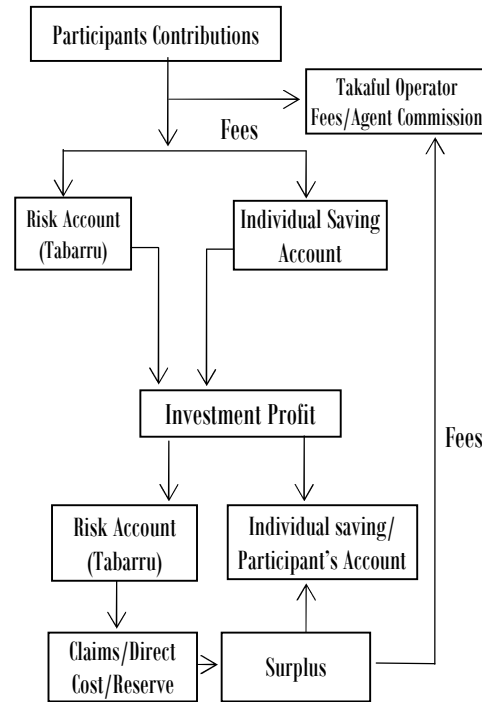 Participants Contributions
Takaful Operator
Fees/Agent Commission
Fees
Risk Account
(Tabarru)
Individual Saving
Account
Investment Profit
Fees
Risk Account
(Tabarru)
Individual saving/
Participant's Account
Claims/Direct
Cost/Reserve
Surplus